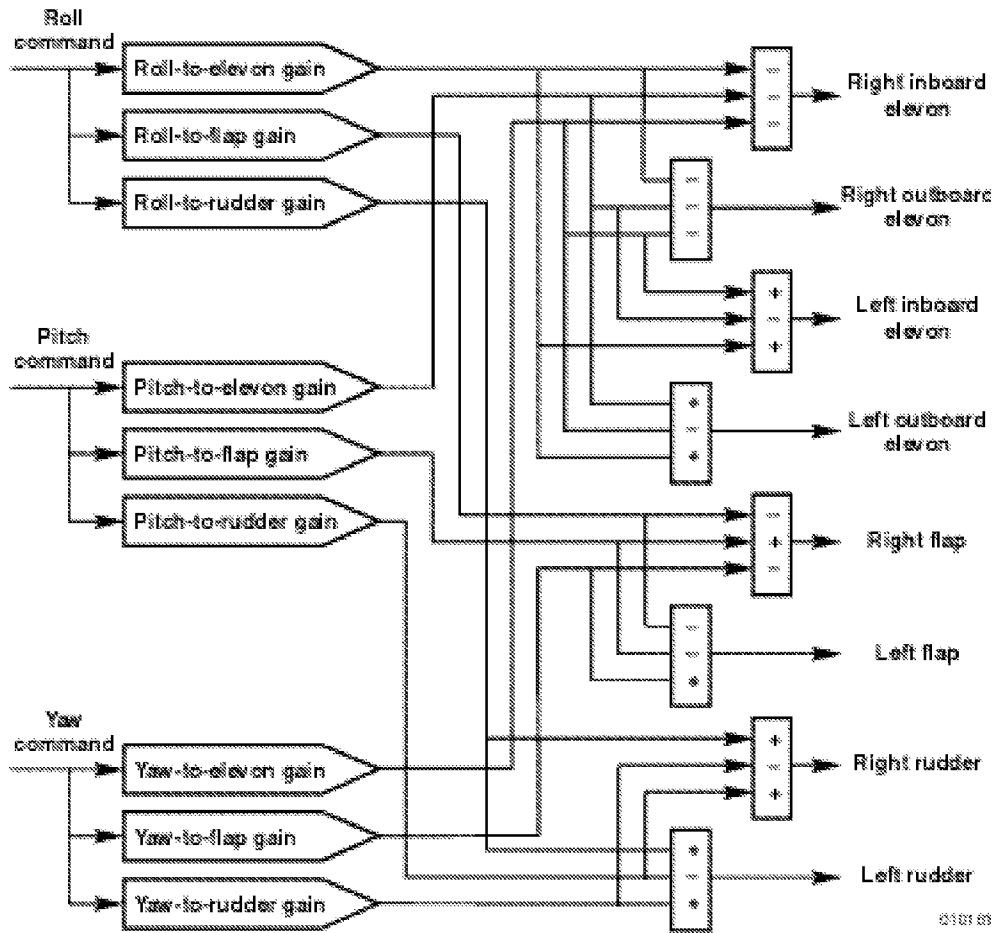 Roll
command
Roll-to-elevon gain
Roll-to-flap gain
Roll-to-rudder gain
Pitch
command
Pitch-to-elevon gain
Pitch-to-flap gain
Pitch-to-rudder gain
Yaw
command
Yaw-to-elevon gain
Yaw-to-flap gain
Yaw-to-rudder gain
−
−
−
Right inboard
elevon
−
−
−
Right outboard
elevon
+
−
+
Left inboard
elevon
+
−
+
Left outboard
elevon
−
+
−
Right flap
−
−
+
Left flap
+
−
+
Right rudder
+
−
+
Left rudder